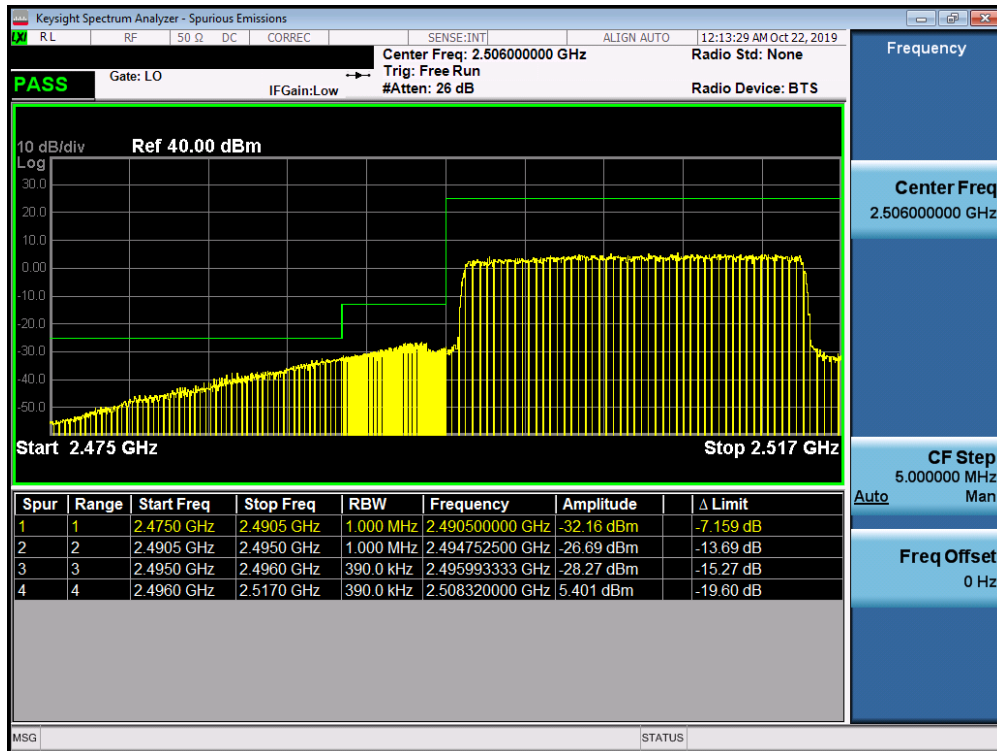 Keysight Spectrum Analyzer - Spurious Emissions
LXI RL RF 50 Ω DC CORREC SENSE:INT ALIGN AUTO 12:13:29 AM Oct 22, 2019
Center Freq: 2.506000000 GHz Radio Std: None
PASS Gate: LO Trig: Free Run
IFGain:Low #Atten: 26 dB Radio Device: BTS
10 dB/div Ref 40.00 dBm
Log
30.0
20.0
10.0
0.00
-10.0
-20.0
-30.0
-40.0
-50.0
Start 2.475 GHz Stop 2.517 GHz
Spur Range Start Freq Stop Freq RBW Frequency Amplitude Δ Limit
1 1 2.4750 GHz 2.4905 GHz 1.000 MHz 2.490500000 GHz -32.16 dBm -7.159 dB
2 2 2.4905 GHz 2.4950 GHz 1.000 MHz 2.494752500 GHz -26.69 dBm -13.69 dB
3 3 2.4950 GHz 2.4960 GHz 390.0 kHz 2.495993333 GHz -28.27 dBm -15.27 dB
4 4 2.4960 GHz 2.5170 GHz 390.0 kHz 2.508320000 GHz 5.401 dBm -19.60 dB
MSG STATUS
Frequency
Center Freq
2.506000000 GHz
CF Step
5.000000 MHz
Auto Man
Freq Offset
0 Hz